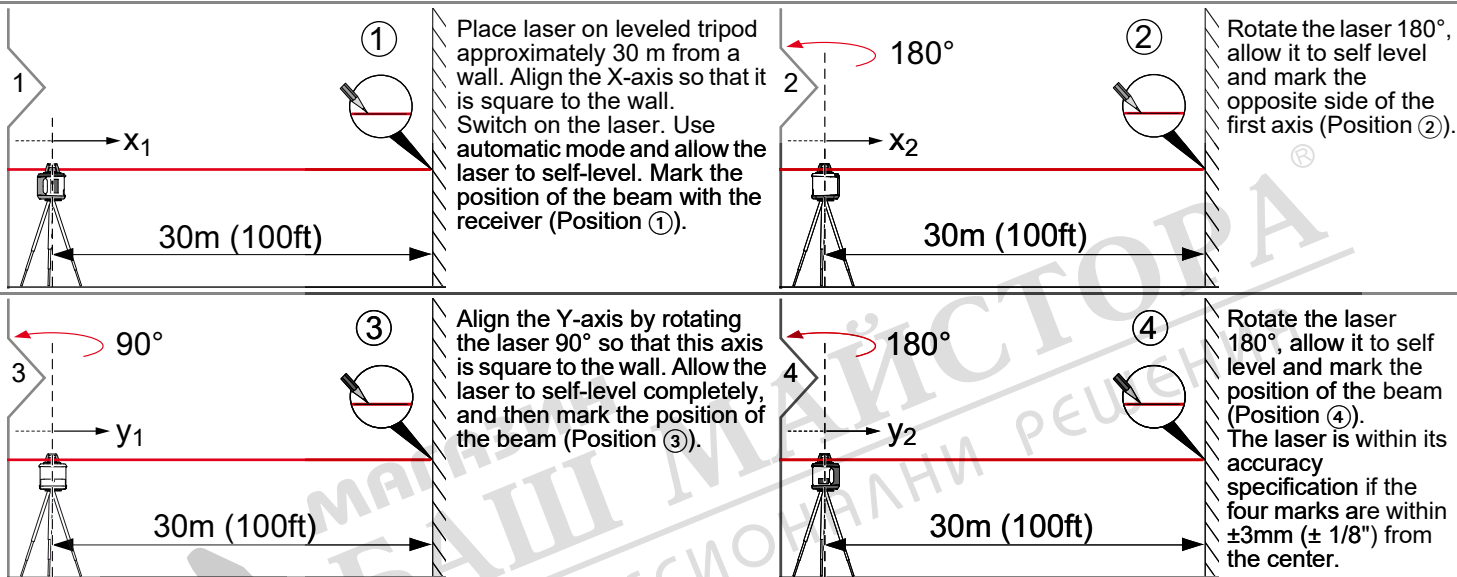 1
①
x₁
30m (100ft)
Place laser on leveled tripod
approximately 30 m from a
wall. Align the X-axis so that it
is square to the wall.
Switch on the laser. Use
automatic mode and allow the
laser to self-level. Mark the
position of the beam with the
receiver (Position ①).
2
180°
②
x₂
30m (100ft)
Rotate the laser 180°,
allow it to self level
and mark the
opposite side of the
first axis (Position ②).
3
90°
③
y₁
30m (100ft)
Align the Y-axis by rotating
the laser 90° so that this axis
is square to the wall. Allow the
laser to self-level completely,
and then mark the position of
the beam (Position ③).
4
180°
④
y₂
30m (100ft)
Rotate the laser
180°, allow it to self
level and mark the
position of the beam
(Position ④).
The laser is within its
accuracy
specification if the
four marks are within
±3mm (± 1/8") from
the center.
МАГАЗИН
ВАШ МАЙСТОРА®